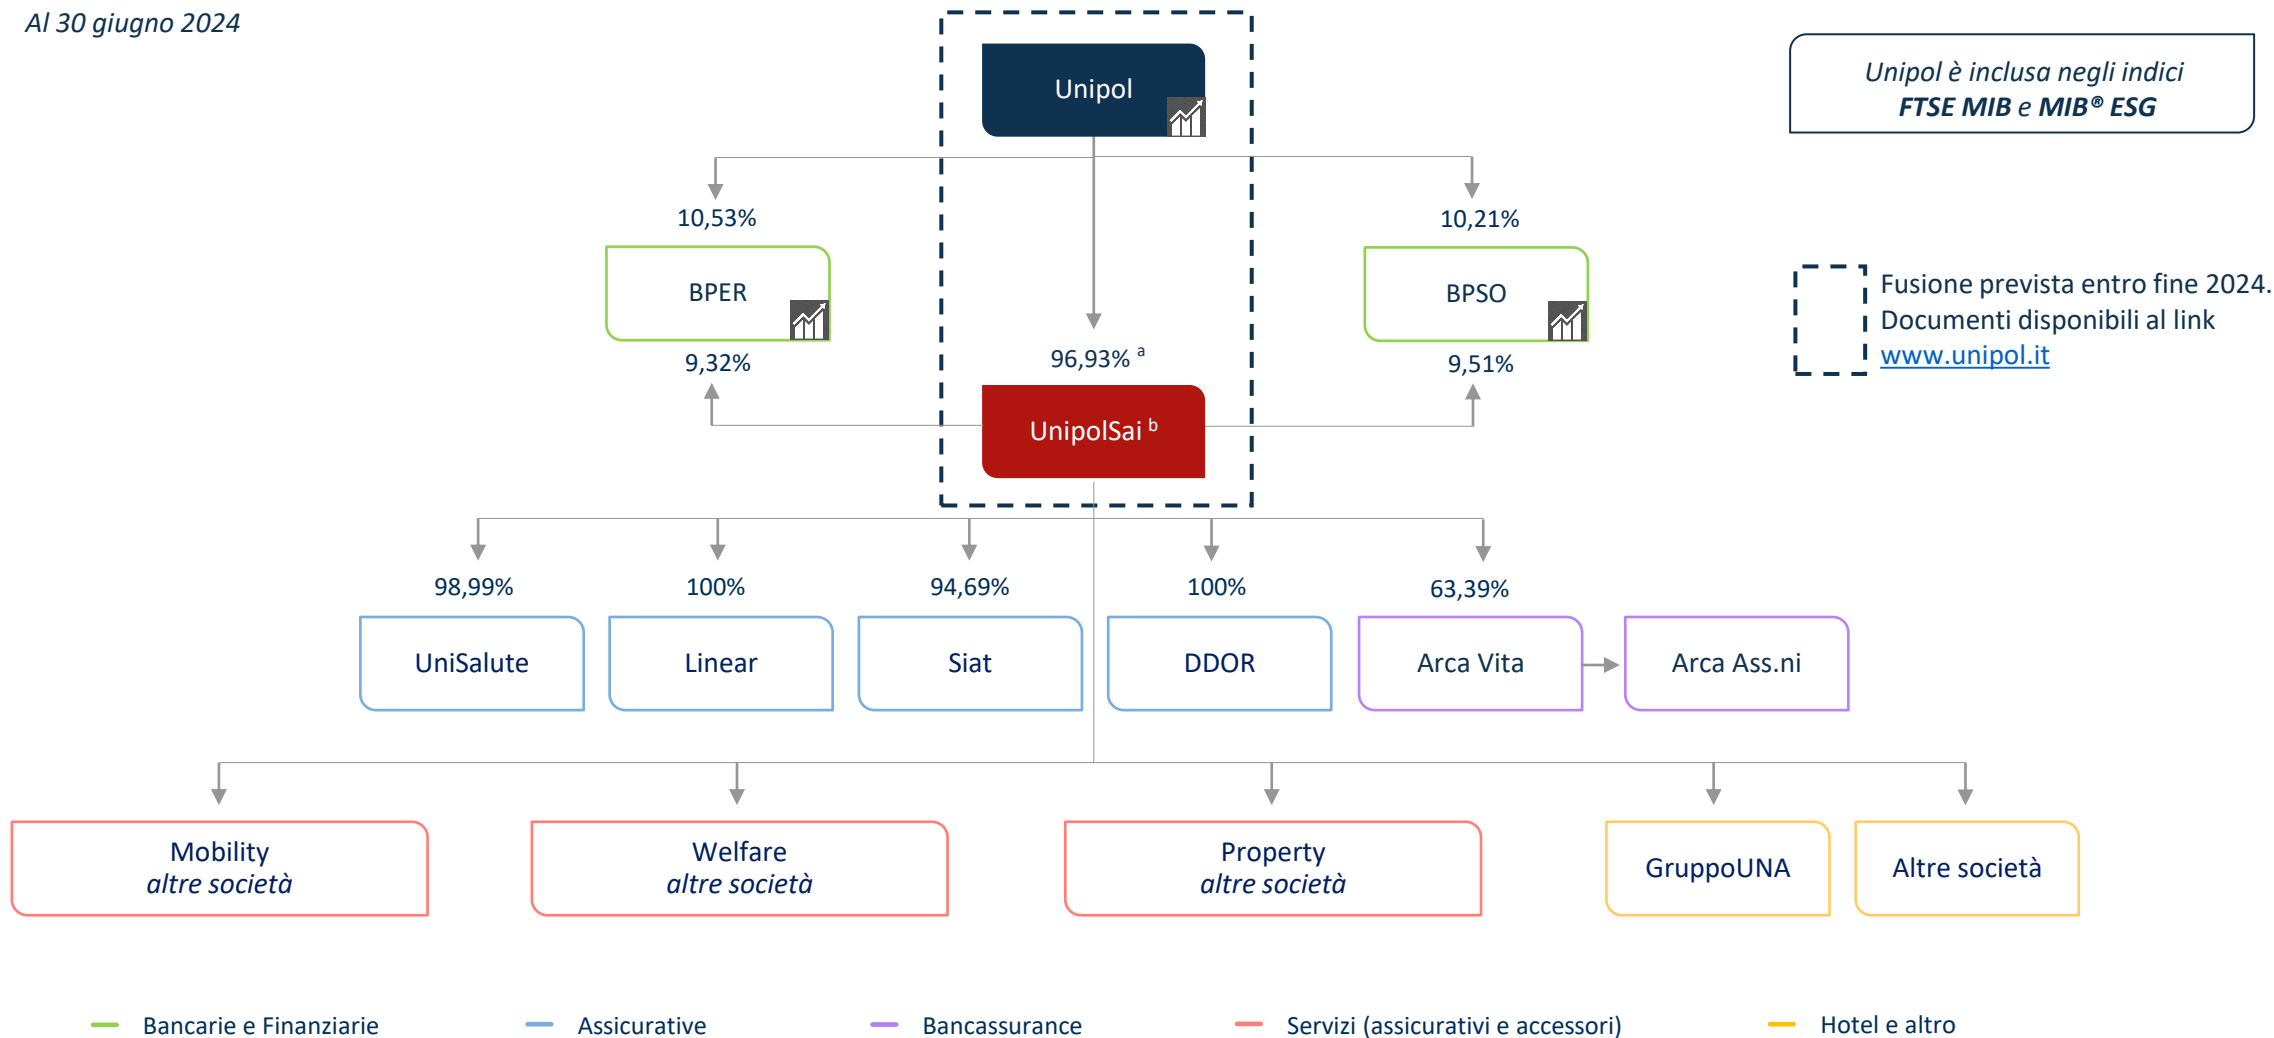 Al 30 giugno 2024
Unipol
Unipol è inclusa negli indici
FTSE MIB e MIB® ESG
10,53%
10,21%
BPER
BPSO
Fusione prevista entro fine 2024.
Documenti disponibili al link
www.unipol.it
9,32%
96,93% a
9,51%
UnipolSai b
98,99%
100%
94,69%
100%
63,39%
UniSalute
Linear
Siat
DDOR
Arca Vita
Arca Ass.ni
Mobility
altre società
Welfare
altre società
Property
altre società
GruppoUNA
Altre società
Bancarie e Finanziarie
Assicurative
Bancassurance
Servizi (assicurativi e accessori)
Hotel e altro